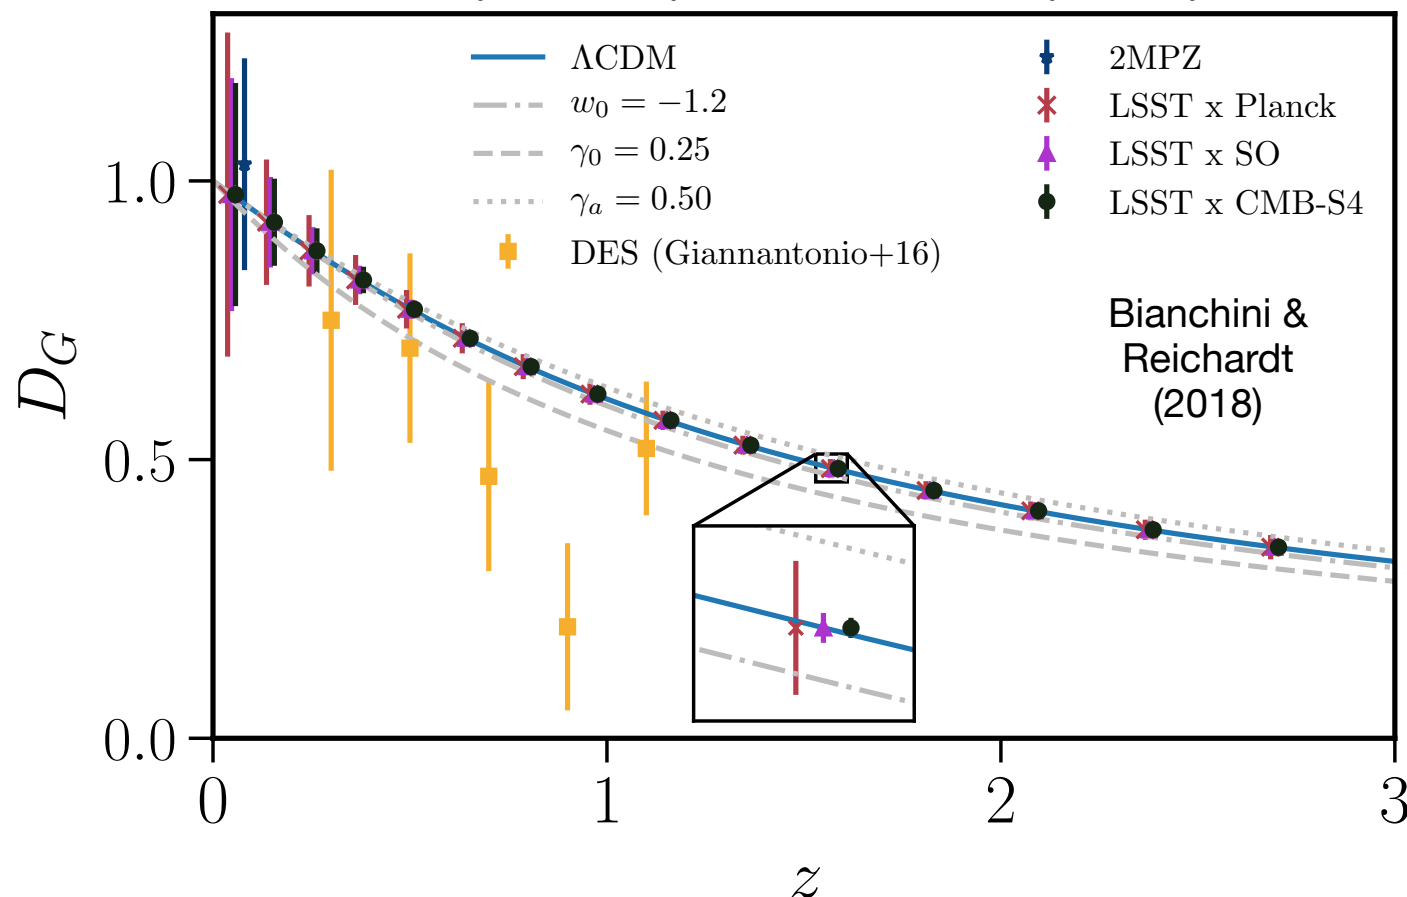 ΛCDM
w₀ = −1.2
γ₀ = 0.25
γₐ = 0.50
DES (Giannantonio+16)
2MPZ
LSST x Planck
LSST x SO
LSST x CMB-S4
Bianchini &
Reichardt
(2018)
D_G
1.0
0.5
0.0
0
1
2
3
z